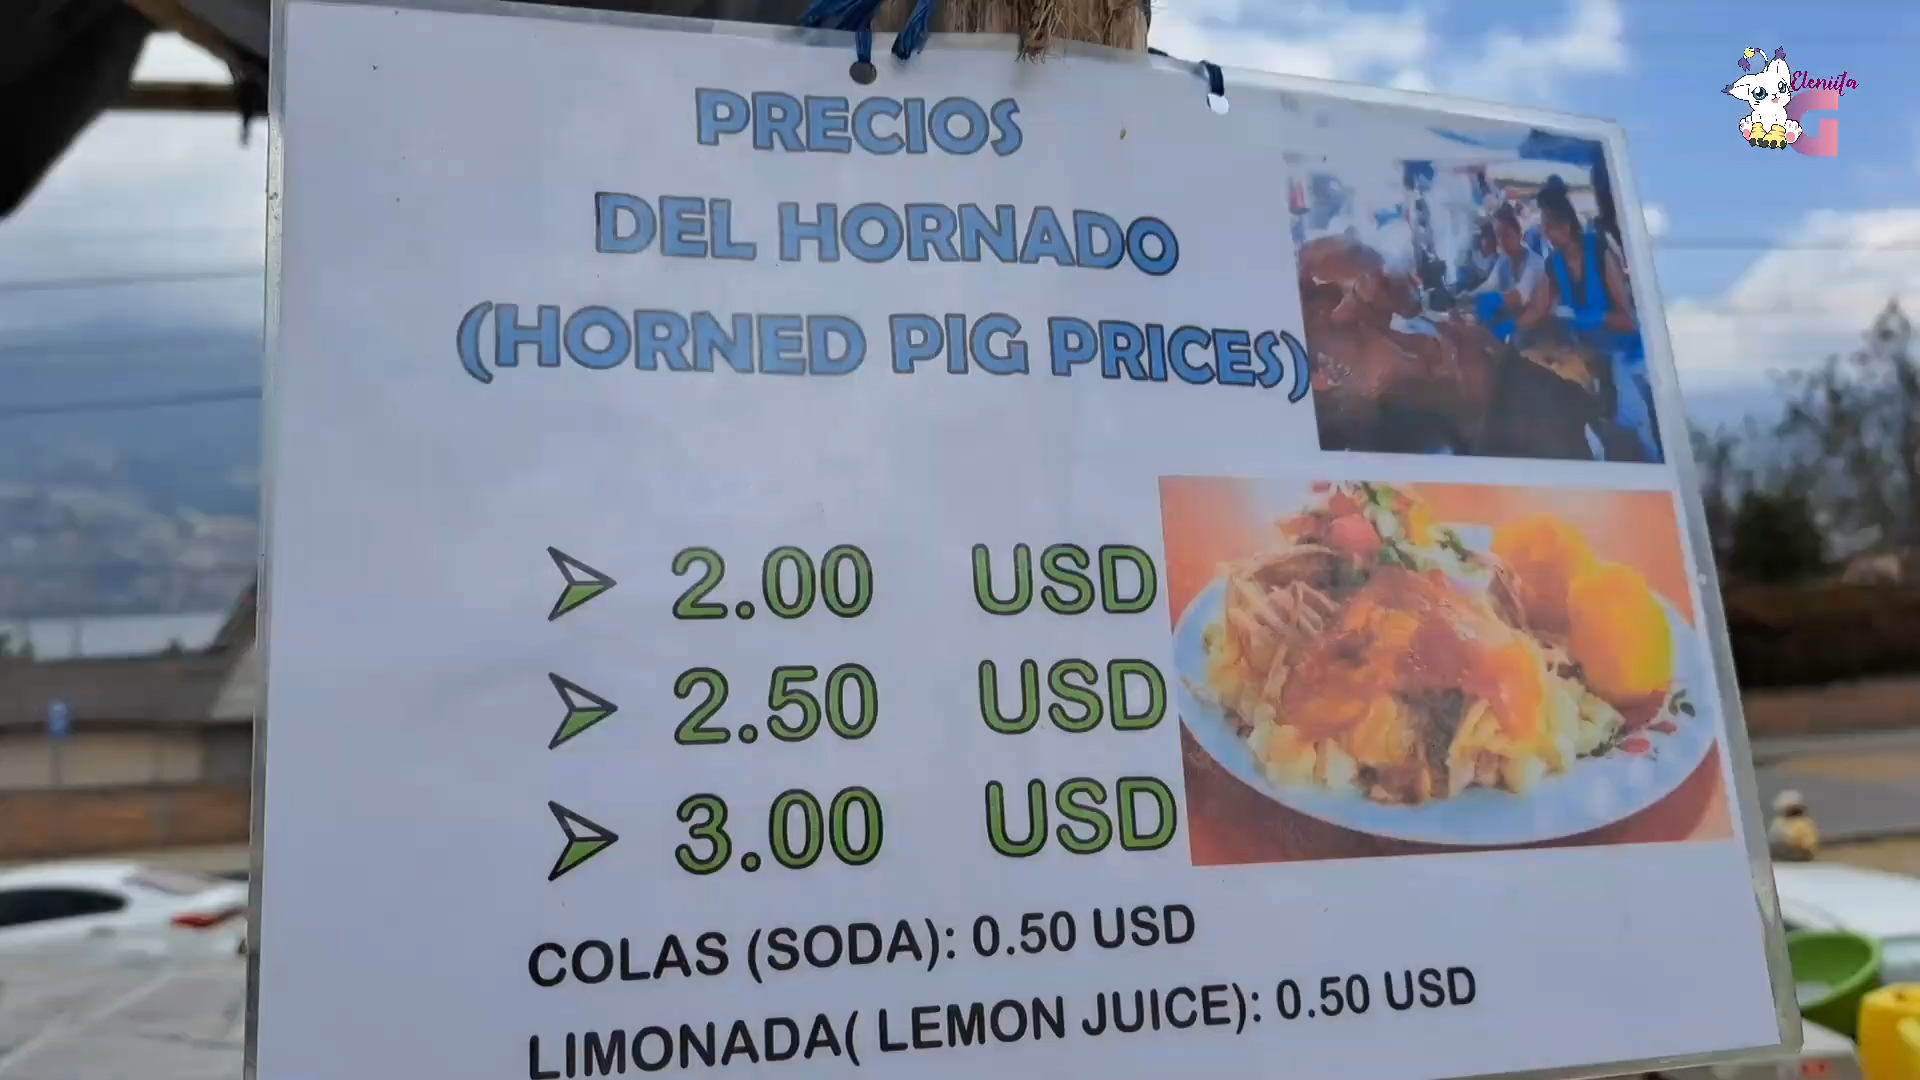 PRECIOS
DEL HORNADO
(HORNED PIG PRICES)
2.00 USD
2.50 USD
3.00 USD
COLAS (SODA): 0.50 USD
LIMONADA( LEMON JUICE): 0.50 USD
Eleniita
G